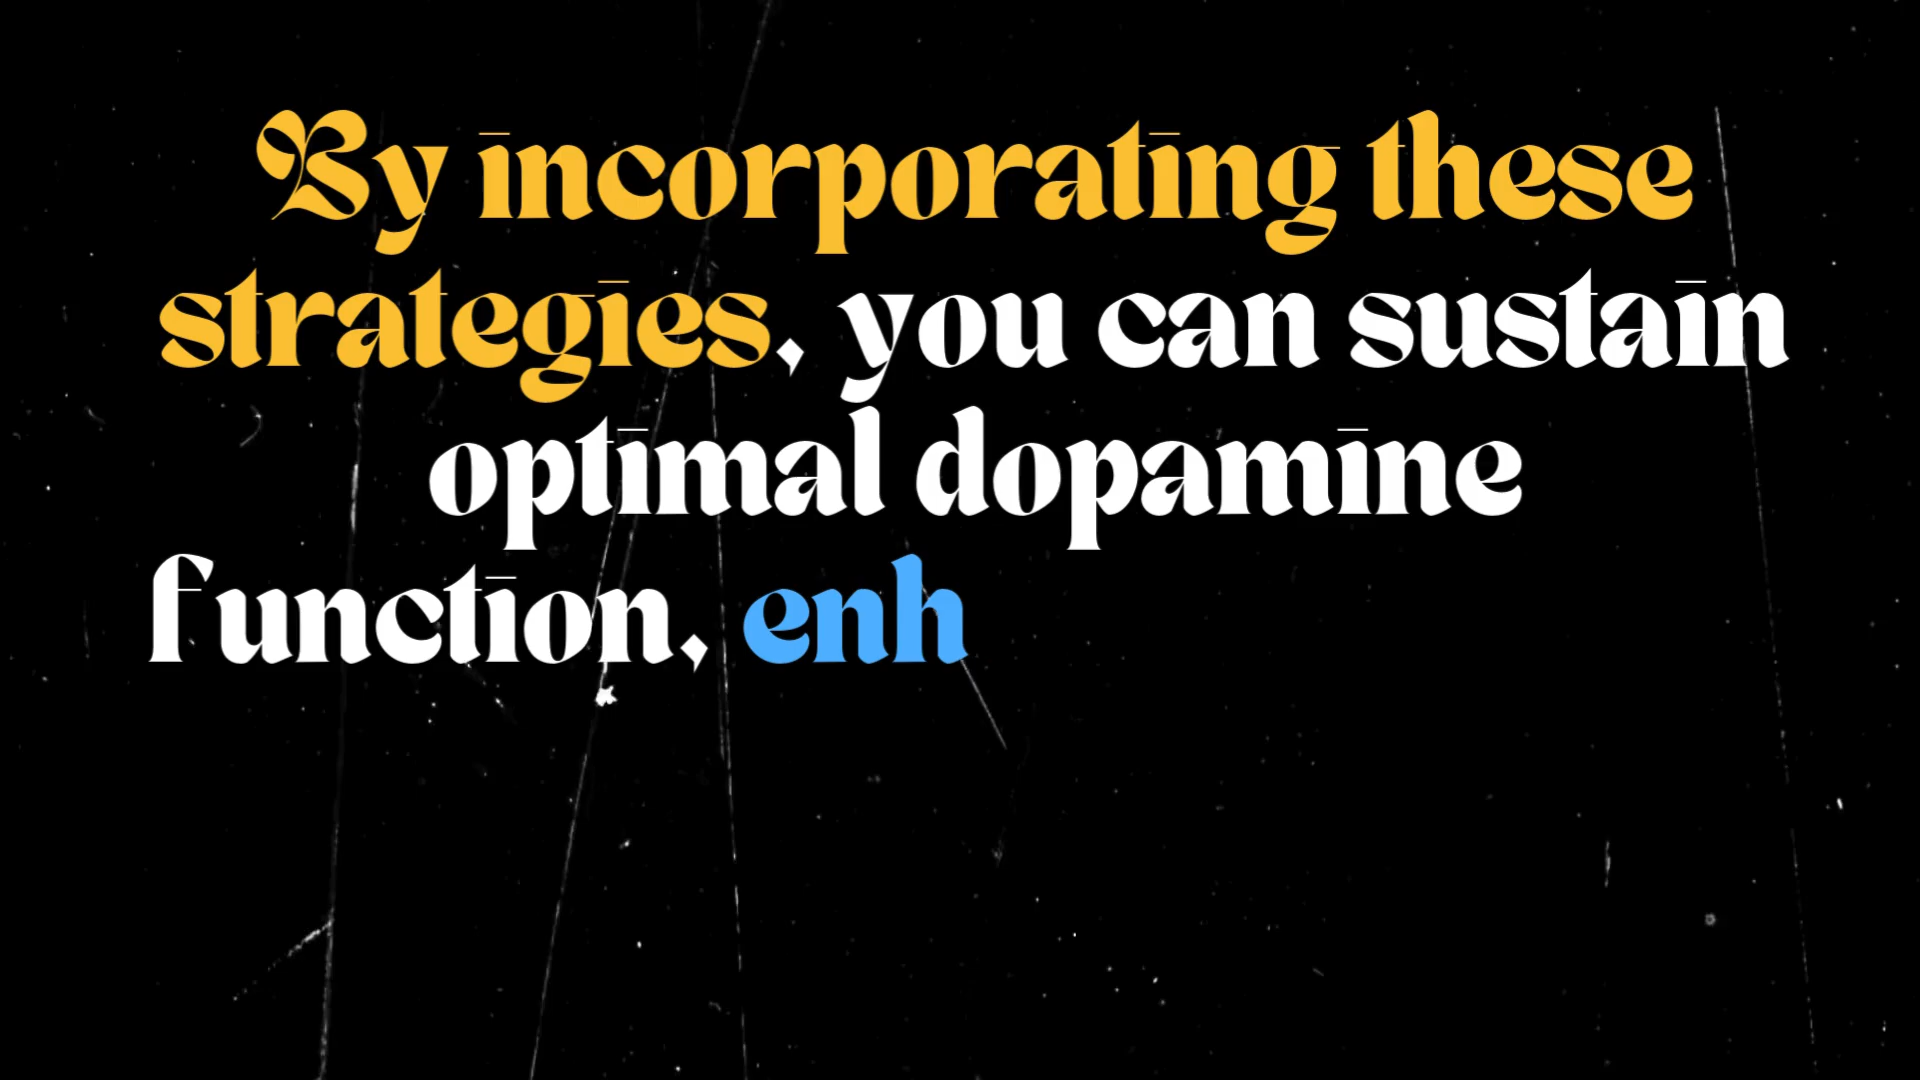 By incorporating these
strategies, you can sustain
optimal dopamine
function, enh